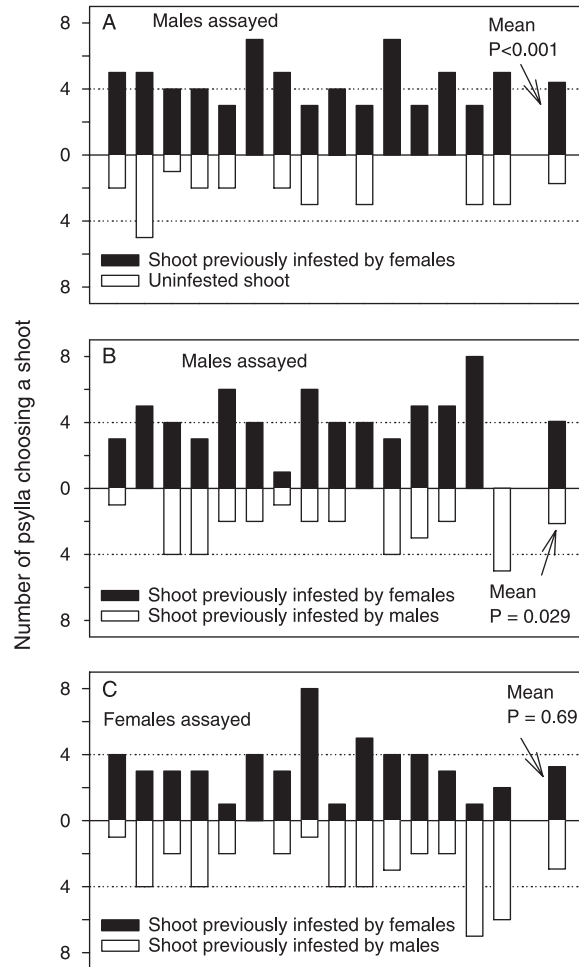 Number of psylla choosing a shoot
A
Males assayed
Mean
P<0.001
8
4
0
4
8
Shoot previously infested by females
Uninfested shoot
B
Males assayed
8
4
0
4
8
Mean
P = 0.029
Shoot previously infested by females
Shoot previously infested by males
C
Females assayed
Mean
P = 0.69
8
4
0
4
8
Shoot previously infested by females
Shoot previously infested by males